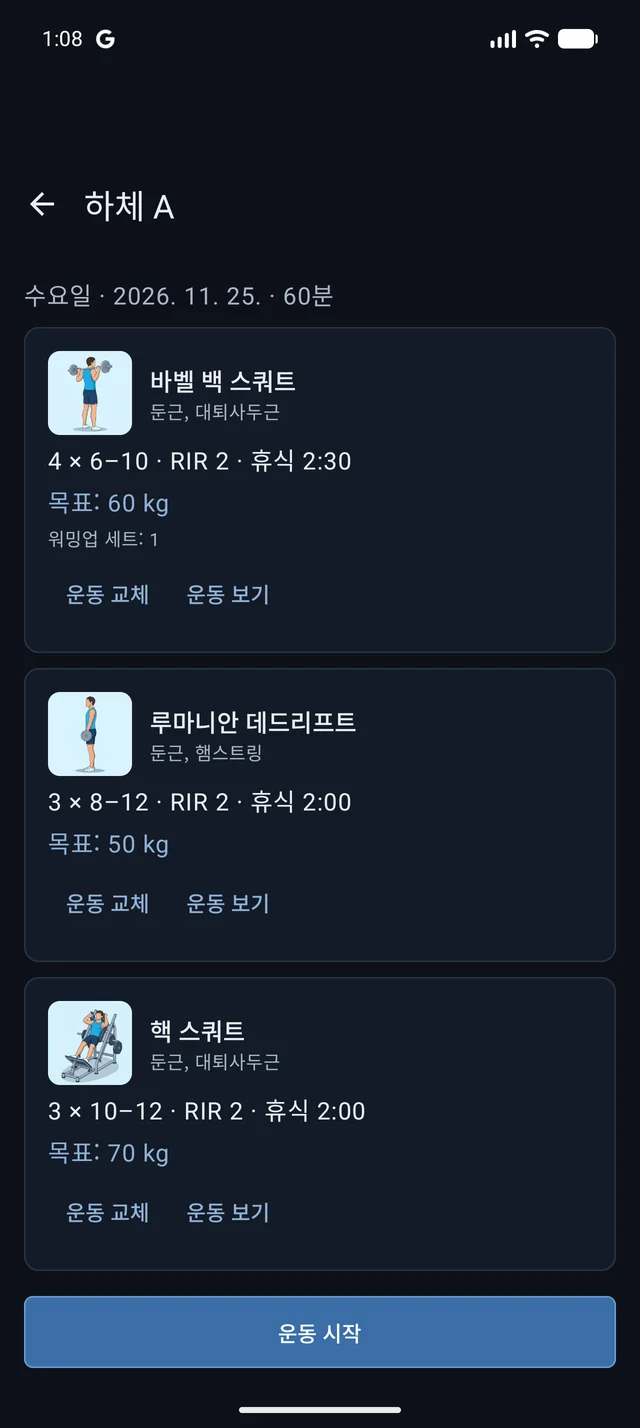 1:08 G
하체 A
수요일 · 2026. 11. 25. · 60분
바벨 백 스쿼트
둔근, 대퇴사두근
4 × 6–10 · RIR 2 · 휴식 2:30
목표: 60 kg
워밍업 세트: 1
운동 교체 운동 보기
루마니안 데드리프트
둔근, 햄스트링
3 × 8–12 · RIR 2 · 휴식 2:00
목표: 50 kg
운동 교체 운동 보기
핵 스쿼트
둔근, 대퇴사두근
3 × 10–12 · RIR 2 · 휴식 2:00
목표: 70 kg
운동 교체 운동 보기
운동 시작